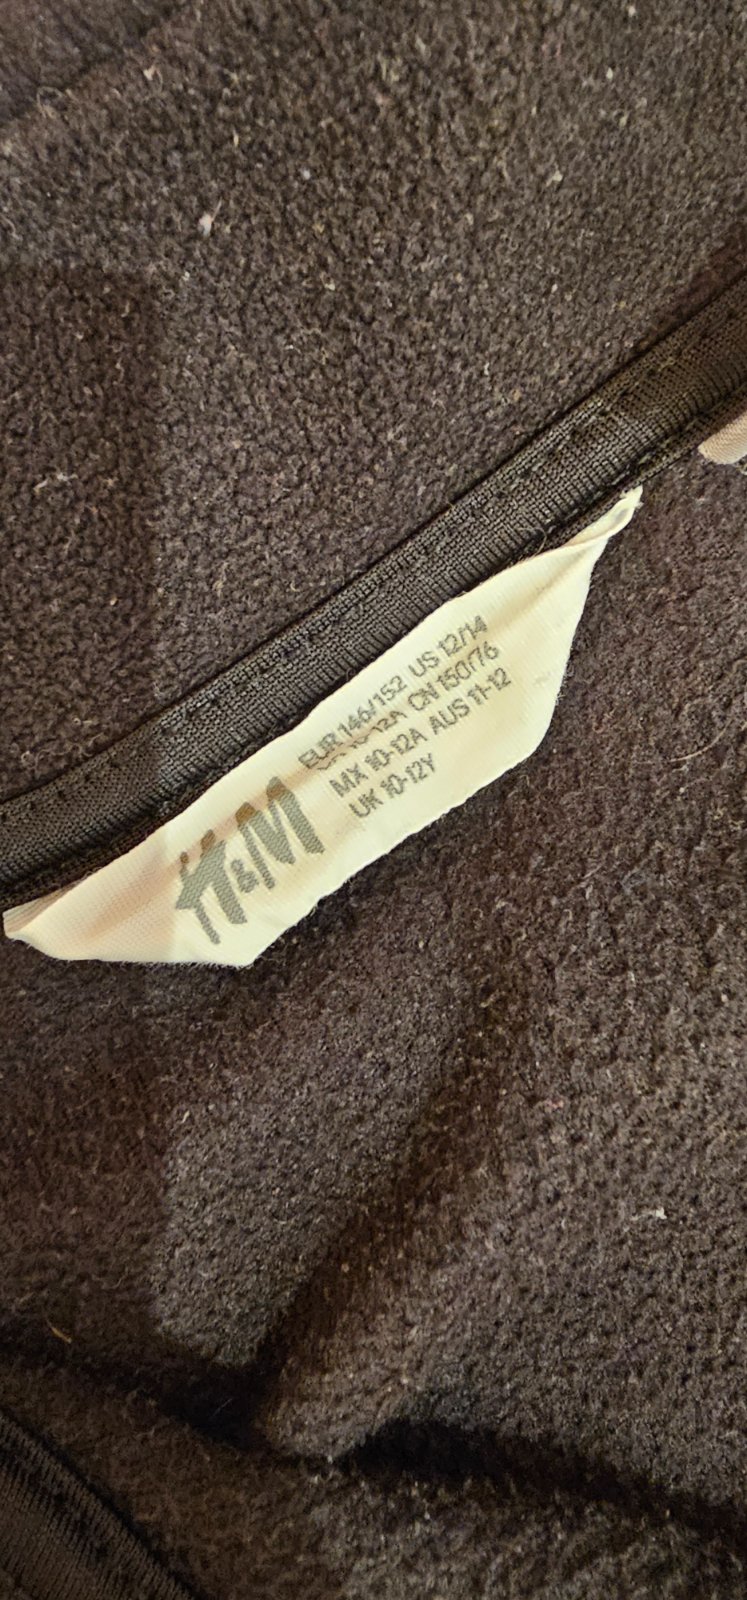 H&M
EUR 146/152 US 12/14
CN 150/76
MX 10-12A AUS 11-12
UK 10-12Y